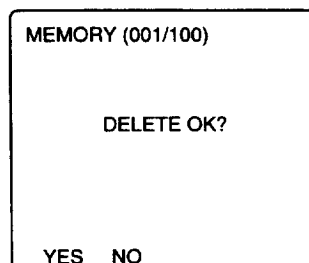 MEMORY (001/100)
DELETE OK?
YES NO